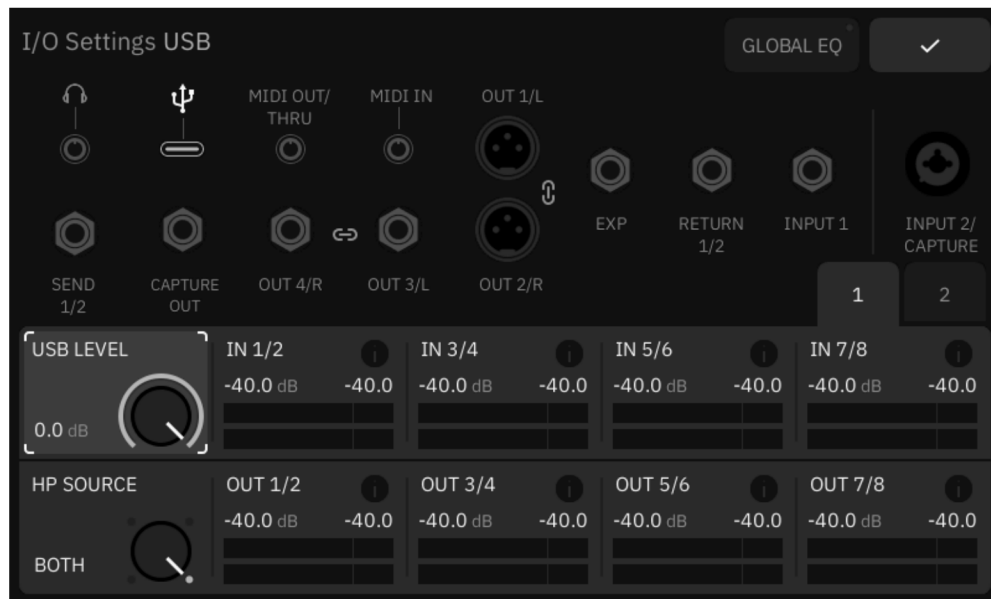 I/O Settings USB
GLOBAL EQ
MIDI OUT/
THRU
MIDI IN
OUT 1/L
EXP
RETURN
1/2
INPUT 1
INPUT 2/
CAPTURE
SEND
1/2
CAPTURE
OUT
OUT 4/R
OUT 3/L
OUT 2/R
1
2
USB LEVEL
0.0 dB
IN 1/2
-40.0 dB -40.0
IN 3/4
-40.0 dB -40.0
IN 5/6
-40.0 dB -40.0
IN 7/8
-40.0 dB -40.0
HP SOURCE
BOTH
OUT 1/2
-40.0 dB -40.0
OUT 3/4
-40.0 dB -40.0
OUT 5/6
-40.0 dB -40.0
OUT 7/8
-40.0 dB -40.0